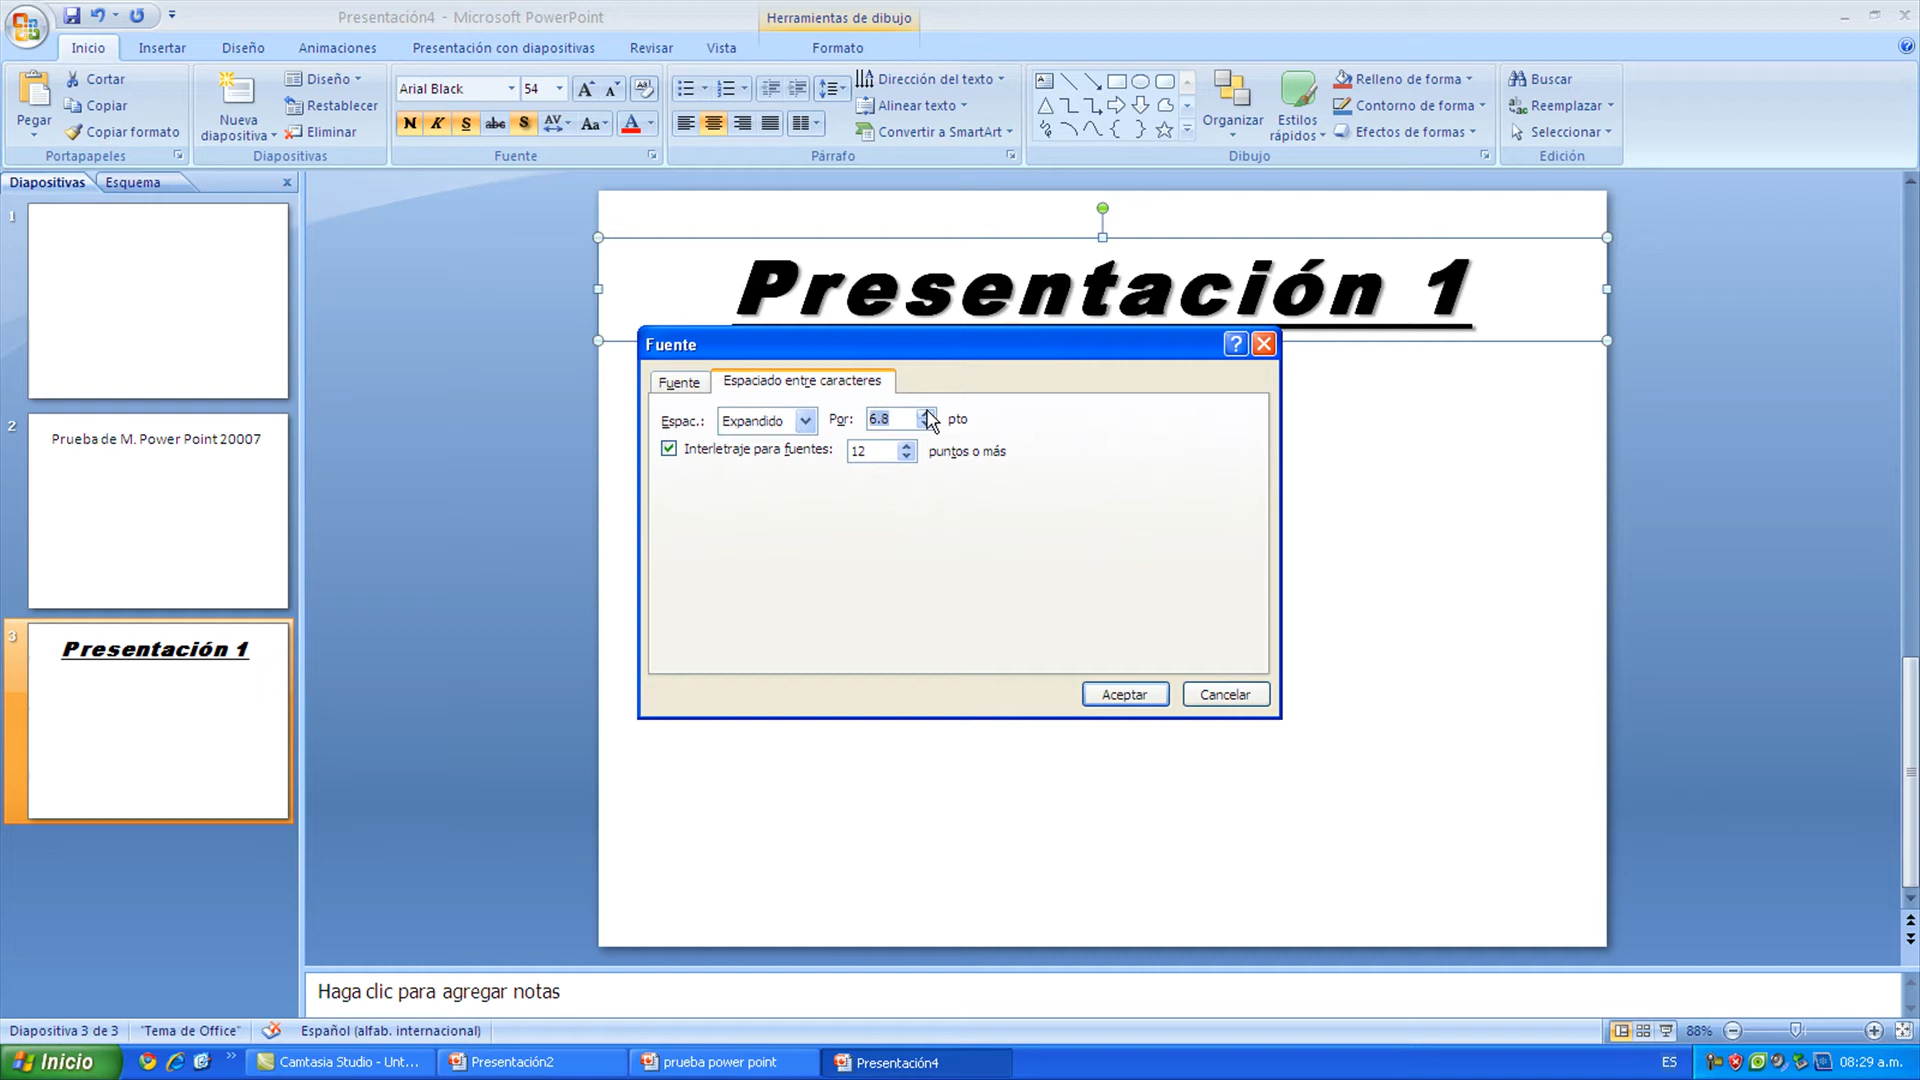 Presentación4 - Microsoft PowerPoint
Herramientas de dibujo
Inicio
Insertar
Diseño
Animaciones
Presentación con diapositivas
Revisar
Vista
Formato
Pegar
Cortar
Copiar
Copiar formato
Portapapeles
Nueva
diapositiva
Diseño
Restablecer
Eliminar
Diapositivas
Arial Black
54
N K S abc S AV Aa A
Fuente
Dirección del texto
Alinear texto
Convertir a SmartArt
Párrafo
Organizar
Estilos
rápidos
Relleno de forma
Contorno de forma
Efectos de formas
Dibujo
Buscar
Reemplazar
Seleccionar
Edición
Diapositivas
Esquema
1
2
Prueba de M. Power Point 20007
3
Presentación 1
Presentación 1
Fuente
Fuente
Espaciado entre caracteres
Espac.:
Expandido
Por:
6.8
pto
Interletraje para fuentes:
12
puntos o más
Aceptar
Cancelar
Haga clic para agregar notas
Diapositiva 3 de 3
"Tema de Office"
Español (alfab. internacional)
88%
Inicio
Camtasia Studio - Unt...
Presentación2
prueba power point
Presentación4
ES
08:29 a.m.